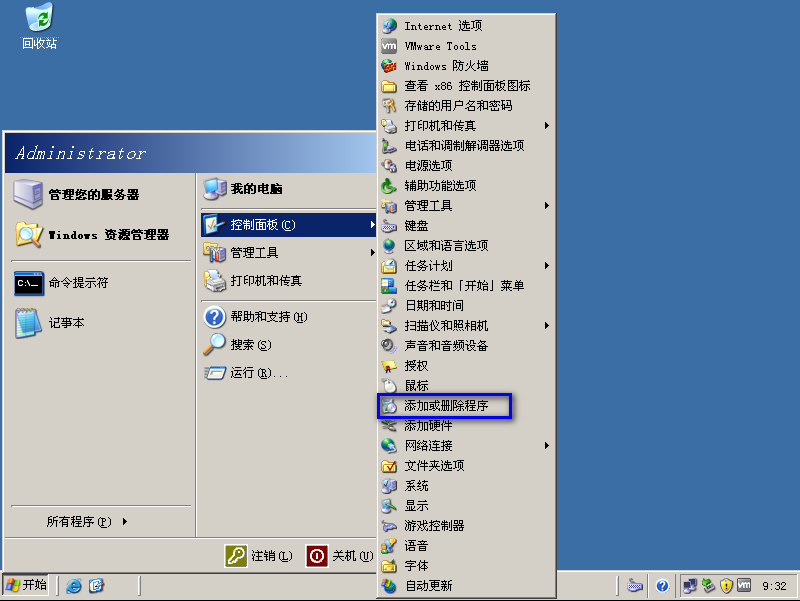 回收站
Administrator
管理您的服务器
Windows 资源管理器
C:\_
命令提示符
记事本
所有程序(P)
我的电脑
控制面板(C)
管理工具
打印机和传真
帮助和支持(H)
搜索(S)
运行(R)...
注销(L)
关机(U)
Internet 选项
vm
VMware Tools
Windows 防火墙
查看 x86 控制面板图标
存储的用户名和密码
打印机和传真
电话和调制解调器选项
电源选项
辅助功能选项
管理工具
键盘
区域和语言选项
任务计划
任务栏和「开始」菜单
日期和时间
扫描仪和照相机
声音和音频设备
授权
鼠标
添加或删除程序
添加硬件
网络连接
文件夹选项
系统
显示
游戏控制器
语音
字体
自动更新
开始
vm
9:32